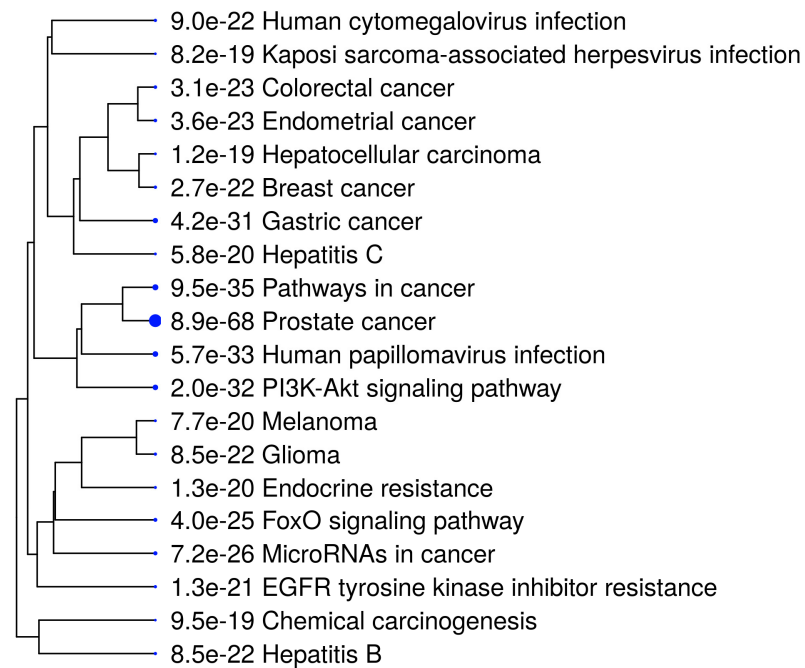 9.0e-22 Human cytomegalovirus infection
8.2e-19 Kaposi sarcoma-associated herpesvirus infection
3.1e-23 Colorectal cancer
3.6e-23 Endometrial cancer
1.2e-19 Hepatocellular carcinoma
2.7e-22 Breast cancer
4.2e-31 Gastric cancer
5.8e-20 Hepatitis C
9.5e-35 Pathways in cancer
8.9e-68 Prostate cancer
5.7e-33 Human papillomavirus infection
2.0e-32 PI3K-Akt signaling pathway
7.7e-20 Melanoma
8.5e-22 Glioma
1.3e-20 Endocrine resistance
4.0e-25 FoxO signaling pathway
7.2e-26 MicroRNAs in cancer
1.3e-21 EGFR tyrosine kinase inhibitor resistance
9.5e-19 Chemical carcinogenesis
8.5e-22 Hepatitis B